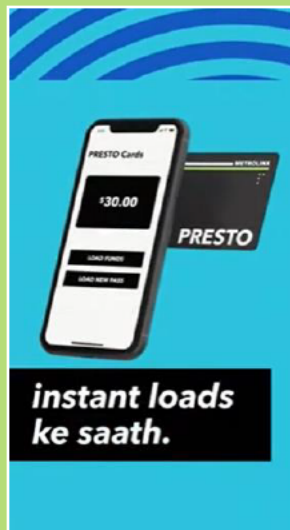 PRESTO Cards
$30.00
LOAD FUNDS
LOAD NEW PASS
METROLINX
PRESTO
instant loads
ke saath.